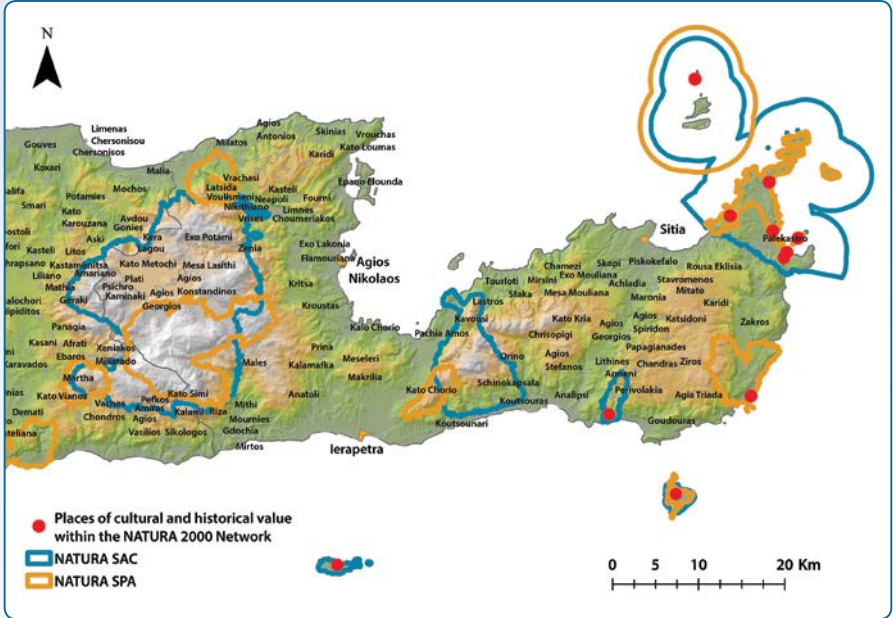 N
Agios
Antonios
Skinias
Vrouchas
Kato Loumas
Limenas
Chersonisou
Chersonisos
Gouves
Milatos
Karidi
Koxari
Malia
Vrachasi
Epano Elounda
Latsida
Kasteli
Mochos
Voulismeni
Neapoli
Fourni
Potamies
Nikithiano
Limnes
Smari
Kato
Karouzana
Avdou
Gonies
Vrises
Choumeriakos
Aski
Kera
Lagou
Exo Potami
Kasteli
Litos
Zenia
Exo Lakonia
Flamouriana
Agios
Nikolaos
Kastamonitsa
Kato Metochi
Mesa Lasithi
Liliano
Amariano
Plati
Agios
Konstandinos
Mathia
Psichro
Kaminaki
Agios
Georgios
Kritsa
Geraki
Kroustas
Panagia
Kalo Chorio
Kasani
Afrati
Xeniakos
Prina
Ebaros
Miliarado
Males
Meseleri
Kalamafka
Makrilia
Martha
Kato Vianos
Pefkos
Kato Simi
Anatoli
Vachos
Amiras
Mithi
Demati
Chondros
Agios
Vasilios
Kalami
Riza
Mournies
Sikologos
Gdochia
Mirtos
Ierapetra
Sitia
Palekastro
Chamezi
Skopi
Piskokefalo
Rousa Eklisia
Tourloti
Mirsini
Exo Mouliana
Achladia
Stavromenos
Sfaka
Mesa Mouliana
Mitato
Lastros
Maronia
Karidi
Kavousi
Kato Kria
Agios
Georgios
Agios
Spiridon
Katsidoni
Zakros
Pachia Amos
Chrisopigi
Papagianades
Orino
Agios
Stefanos
Lithines
Chandras
Ziros
Armeni
Kato Chorio
Schinokapsala
Perivolakia
Koutsouras
Analipsi
Agia Triada
Koutsounari
Goudouras
Places of cultural and historical value
within the NATURA 2000 Network
NATURA SAC
NATURA SPA
0 5 10 20 Km